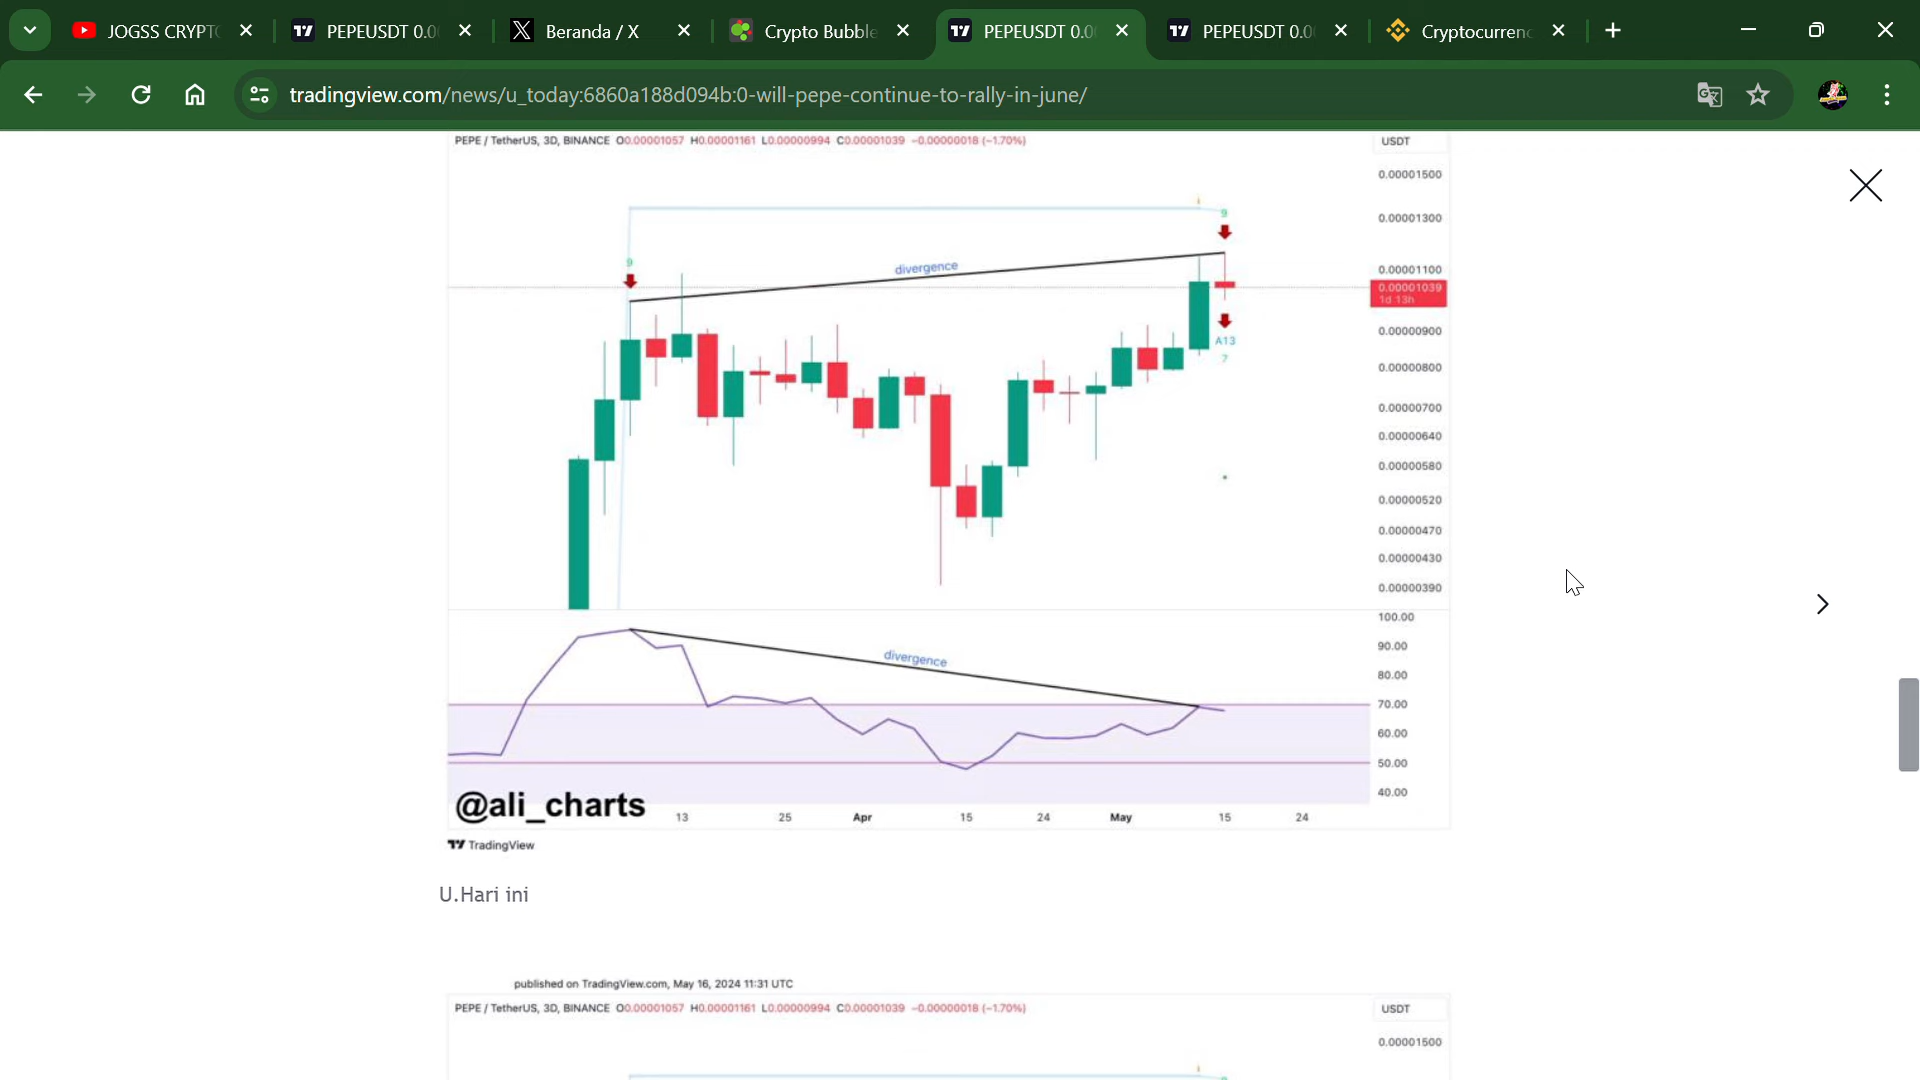 JOGSS CRYPTO
PEPEUSDT 0.0
Beranda / X
Crypto Bubble
PEPEUSDT 0.0
PEPEUSDT 0.0
Cryptocurrenc
tradingview.com/news/u_today:6860a188d094b:0-will-pepe-continue-to-rally-in-june/
PEPE / TetherUS, 3D, BINANCE O0.00001057 H0.00001161 L0.00000994 C0.00001039 −0.00000018 (−1.70%)
USDT
0.00001500
0.00001300
0.00001100
0.00001039
1d 13h
0.00000900
0.00000800
0.00000700
0.00000640
0.00000580
0.00000520
0.00000470
0.00000430
0.00000390
9
9
divergence
A13
7
100.00
90.00
80.00
70.00
60.00
50.00
40.00
divergence
@ali_charts
13 25 Apr 15 24 May 15 24
TradingView
U.Hari ini
published on TradingView.com, May 16, 2024 11:31 UTC
PEPE / TetherUS, 3D, BINANCE O0.00001057 H0.00001161 L0.00000994 C0.00001039 −0.00000018 (−1.70%)
USDT
0.00001500